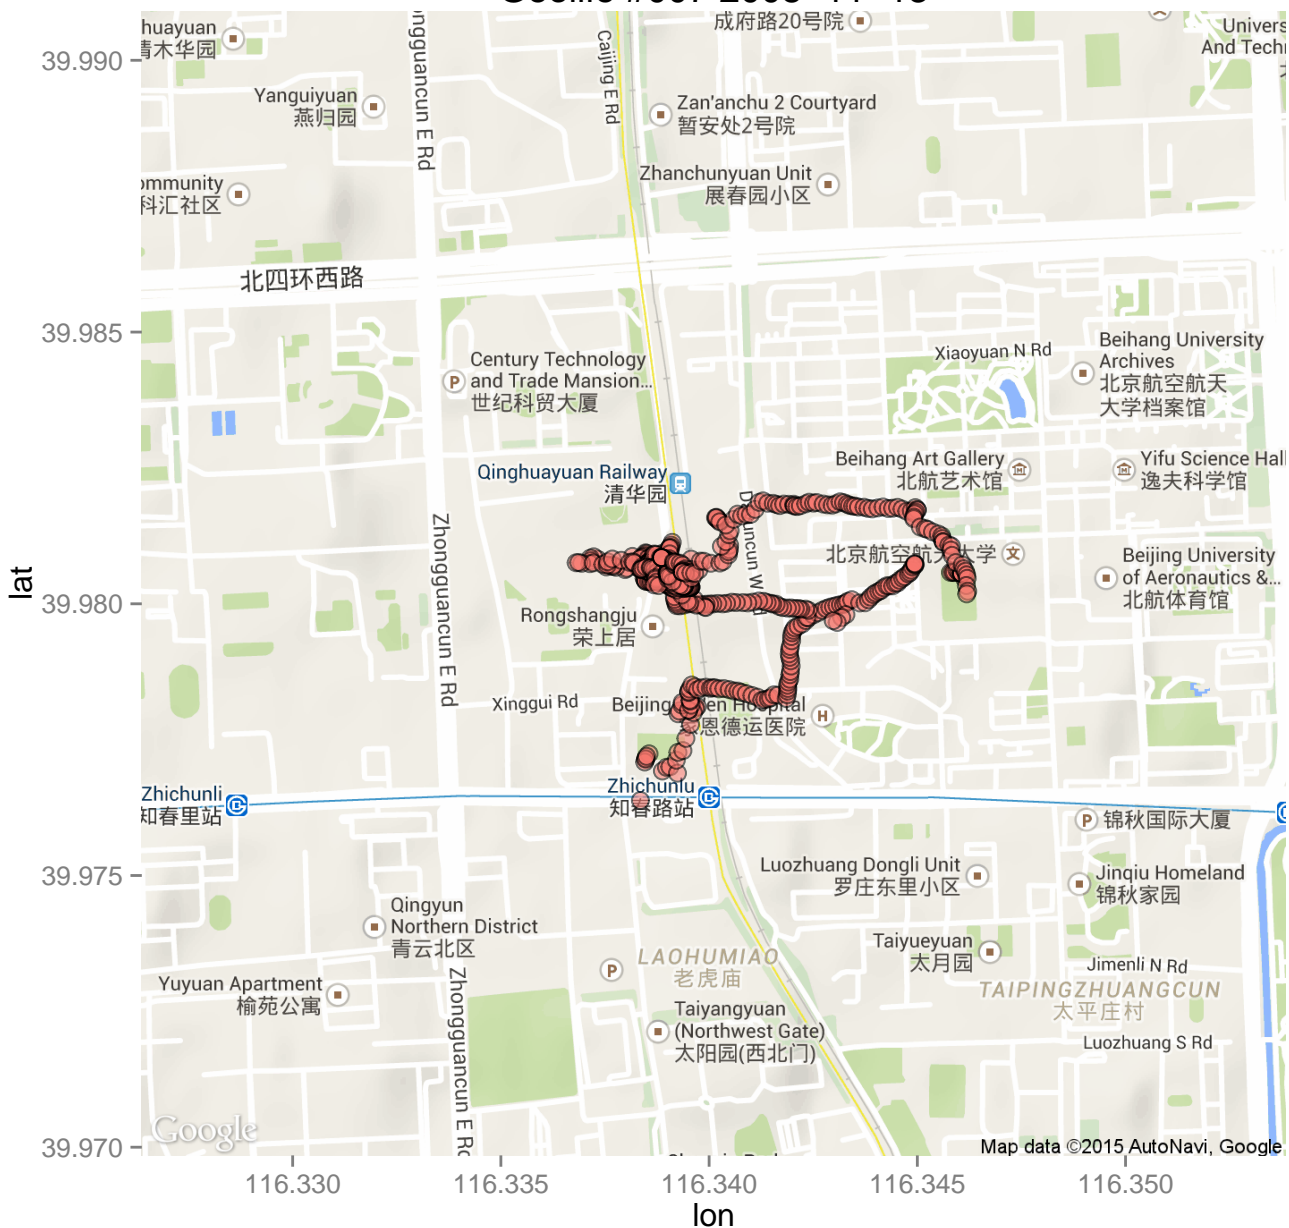 huayuan
青木华园
成府路20号院
Univers
And Techn
39.990
ongguancun E Rd
Caijing E Rd
Yanguiyuan
燕归园
Zan'anchu 2 Courtyard
暂安处2号院
ommunity
科汇社区
Zhanchunyuan Unit
展春园小区
北四环西路
39.985
Century Technology
and Trade Mansion...
世纪科贸大厦
Xiaoyuan N Rd
Beihang University
Archives
北京航空航天
大学档案馆
Qinghuayuan Railway
清华园
Beihang Art Gallery
北航艺术馆
Yifu Science Hall
逸夫科学馆
Zhongguancun E Rd
uncun W
北京航空航 大学
Beijing University
of Aeronautics &...
北航体育馆
lat
39.980
Rongshangju
荣上居
Xinggui Rd
Beijing en Hospital
恩德运医院
H
Zhichunli
知春里站
Zhichunlu
知春路站
P 锦秋国际大厦
39.975
Luozhuang Dongli Unit
罗庄东里小区
Jinqiu Homeland
锦秋家园
Qingyun
Northern District
青云北区
Taiyueyuan
太月园
LAOHUMIAO
老虎庙
Jimenli N Rd
TAIPINGZHUANGCUN
太平庄村
Yuyuan Apartment
榆苑公寓
P
Zhongguancun E Rd
Taiyangyuan
(Northwest Gate)
太阳园(西北门)
Luozhuang S Rd
39.970
Google
Map data ©2015 AutoNavi, Google
116.330 116.335 116.340 116.345 116.350
lon